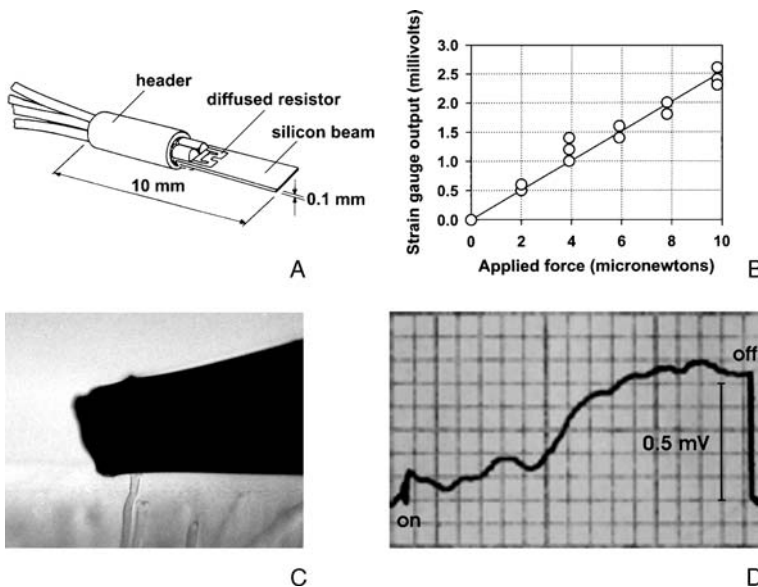 header
diffused resistor
silicon beam
10 mm
0.1 mm
A
Strain gauge output (millivolts)
3.0
2.5
2.0
1.5
1.0
0.5
0.0
0 2 4 6 8 10
Applied force (micronewtons)
B
C
off
0.5 mV
on
D